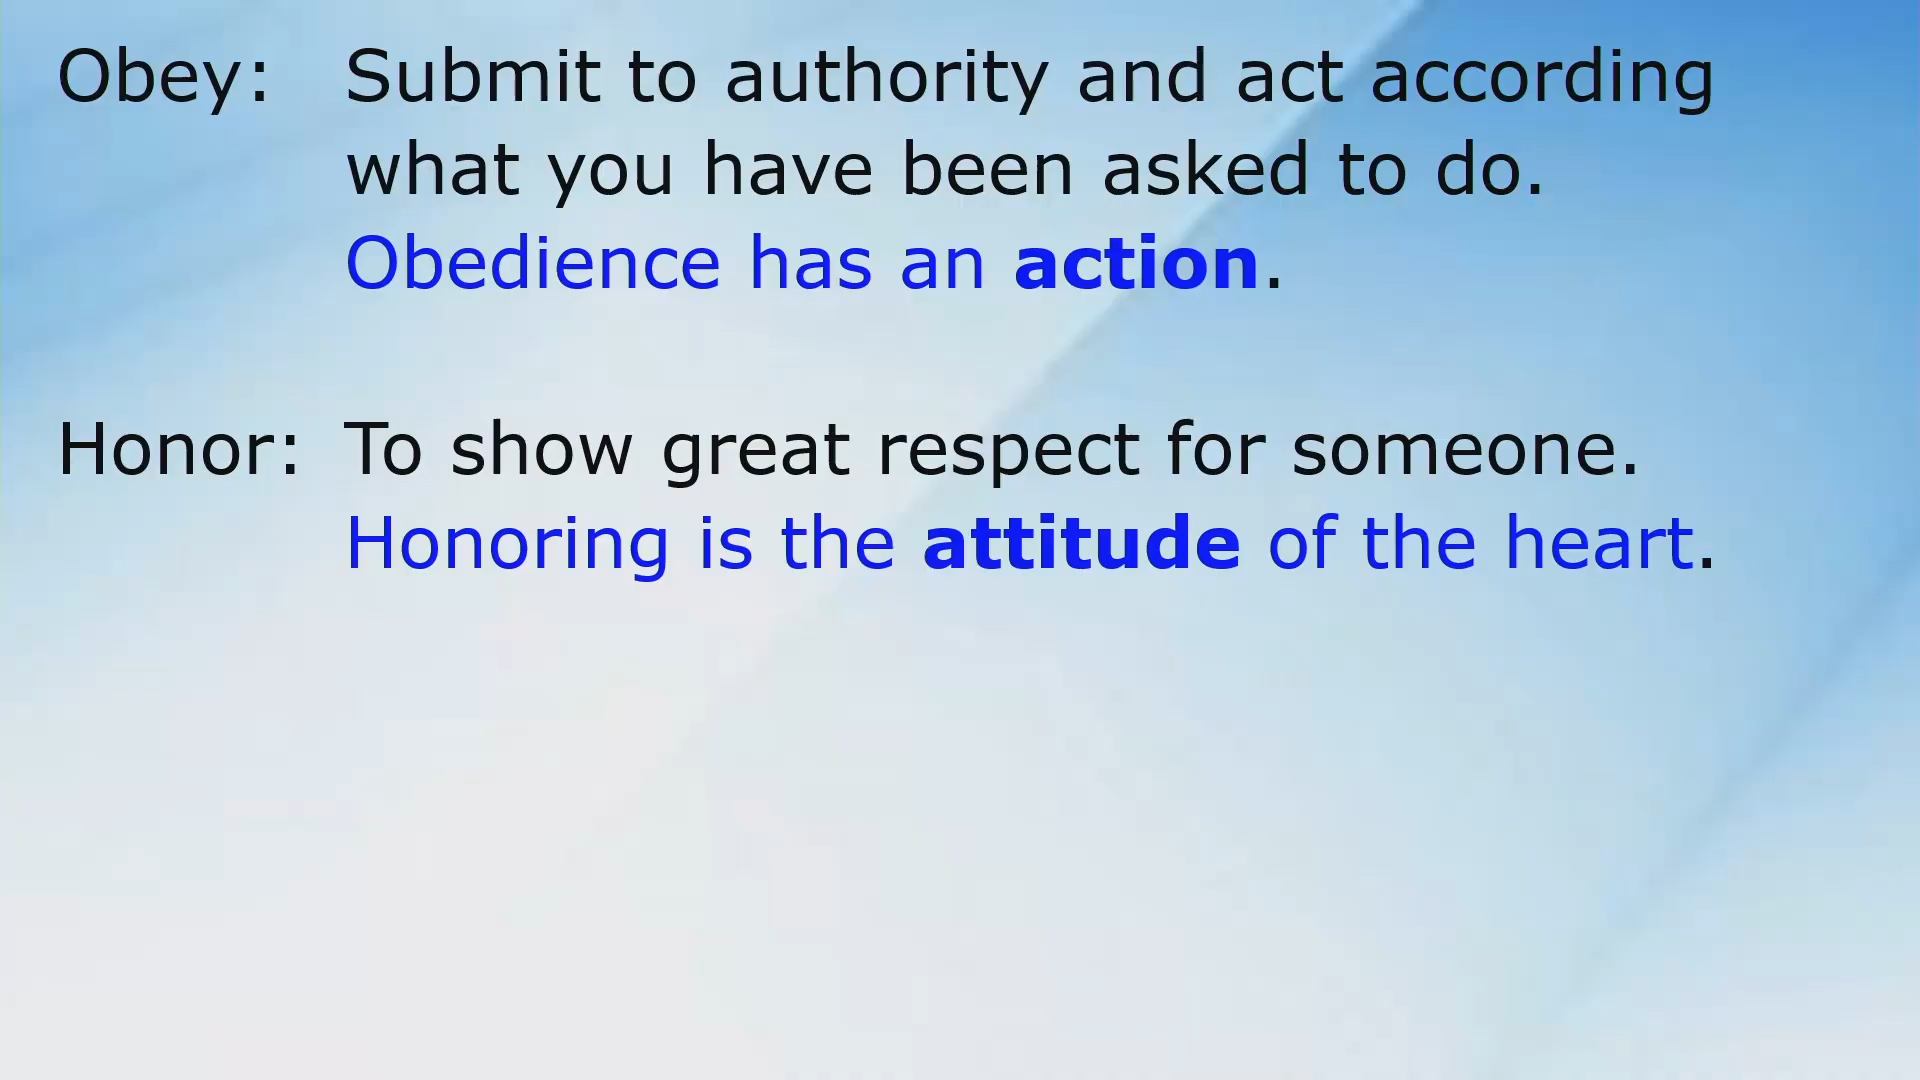 Obey: Submit to authority and act according
what you have been asked to do.
Obedience has an action.
Honor: To show great respect for someone.
Honoring is the attitude of the heart.